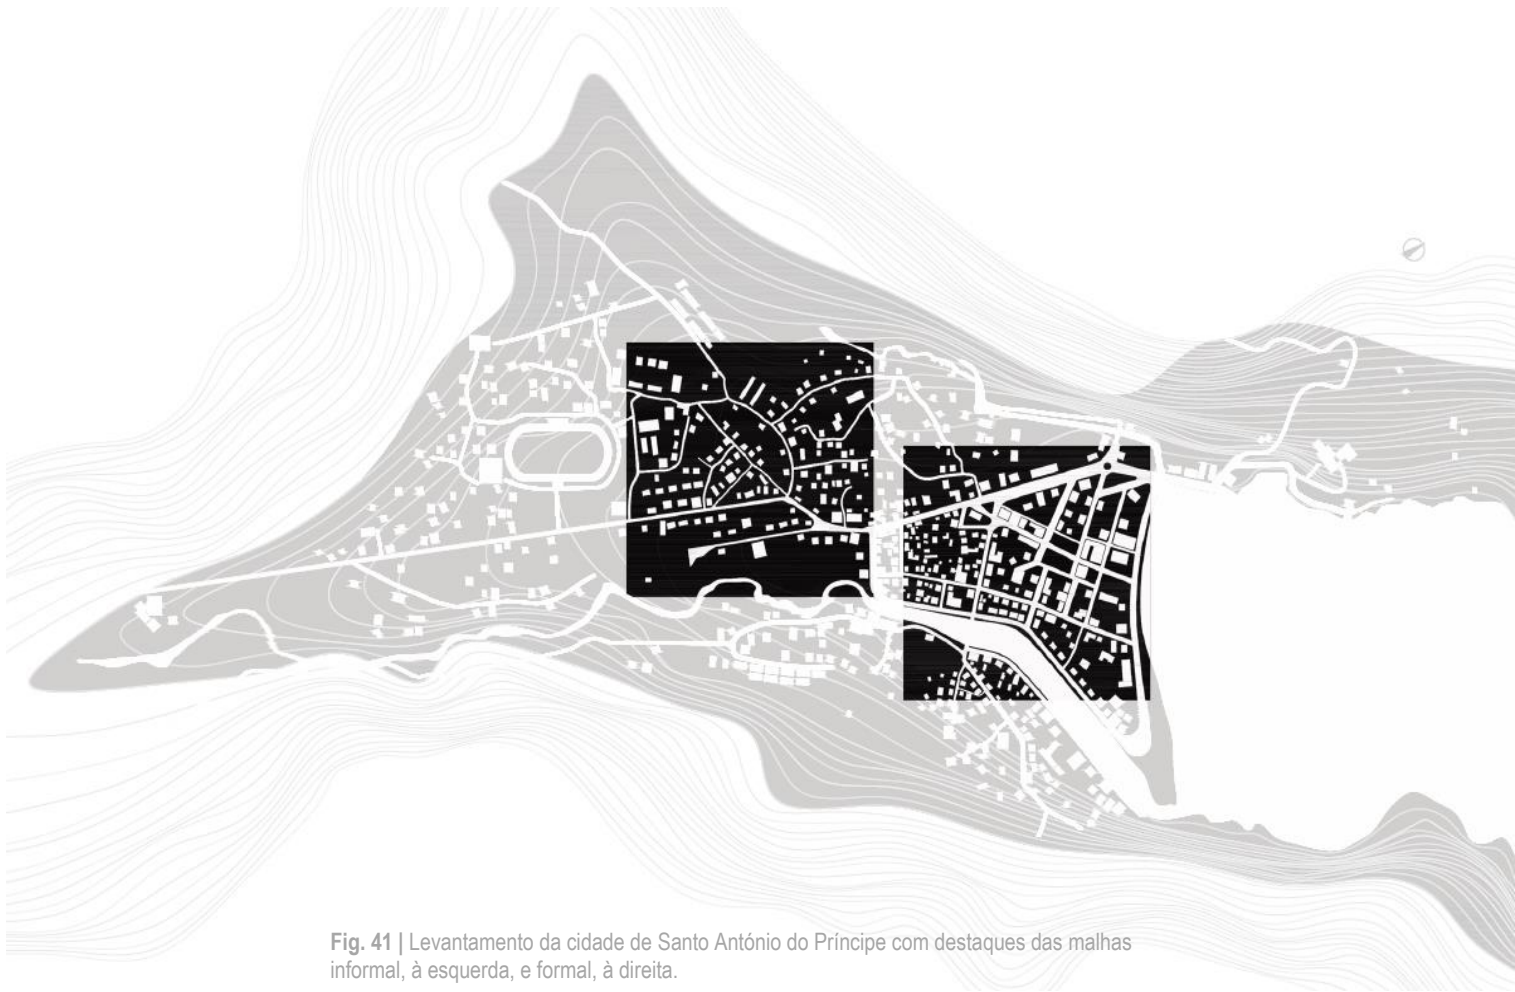 Fig. 41 | Levantamento da cidade de Santo António do Príncipe com destaques das malhas
informal, à esquerda, e formal, à direita.